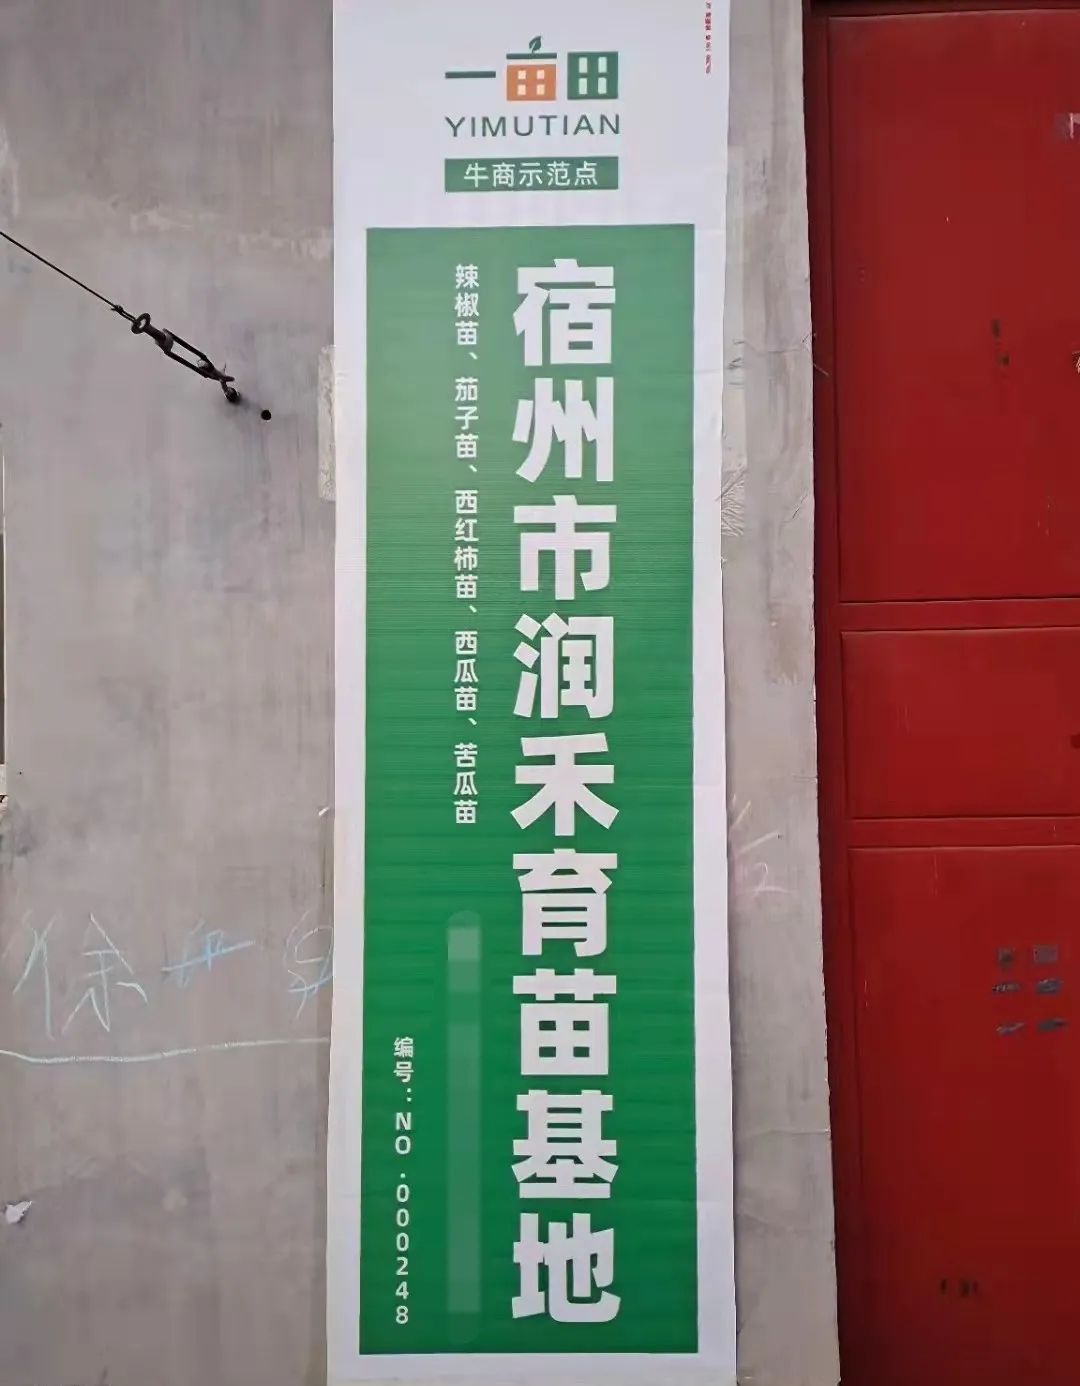 一亩田
YIMUTIAN
牛商示范点
宿州市润禾育苗基地
辣椒苗、茄子苗、西红柿苗、西瓜苗、苦瓜苗
编号:NO.000248
徐